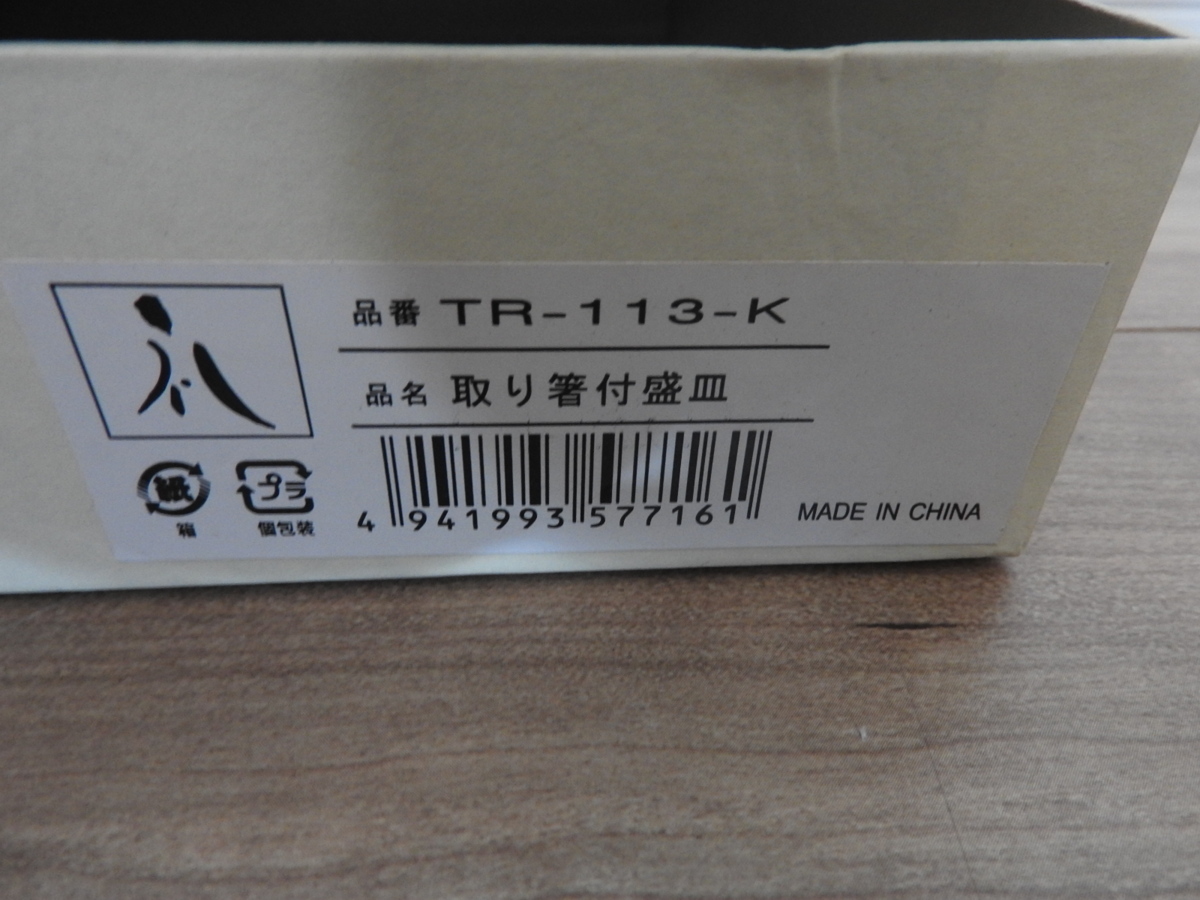 品番 TR-113-K
品名 取り箸付盛皿
紙
プラ
箱
個包装
4 941993 577161
MADE IN CHINA